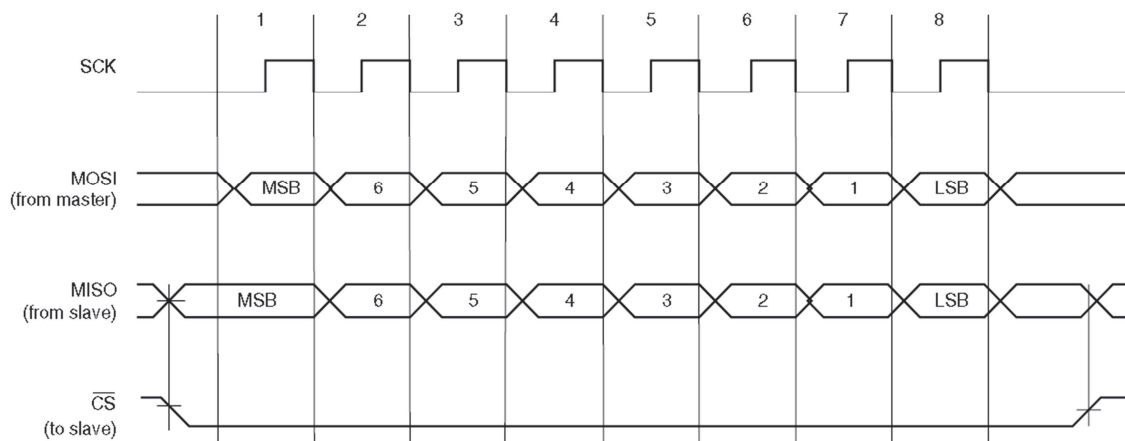 1 2 3 4 5 6 7 8
SCK
MOSI
(from master)
MSB 6 5 4 3 2 1 LSB
MISO
(from slave)
MSB 6 5 4 3 2 1 LSB
CS
(to slave)